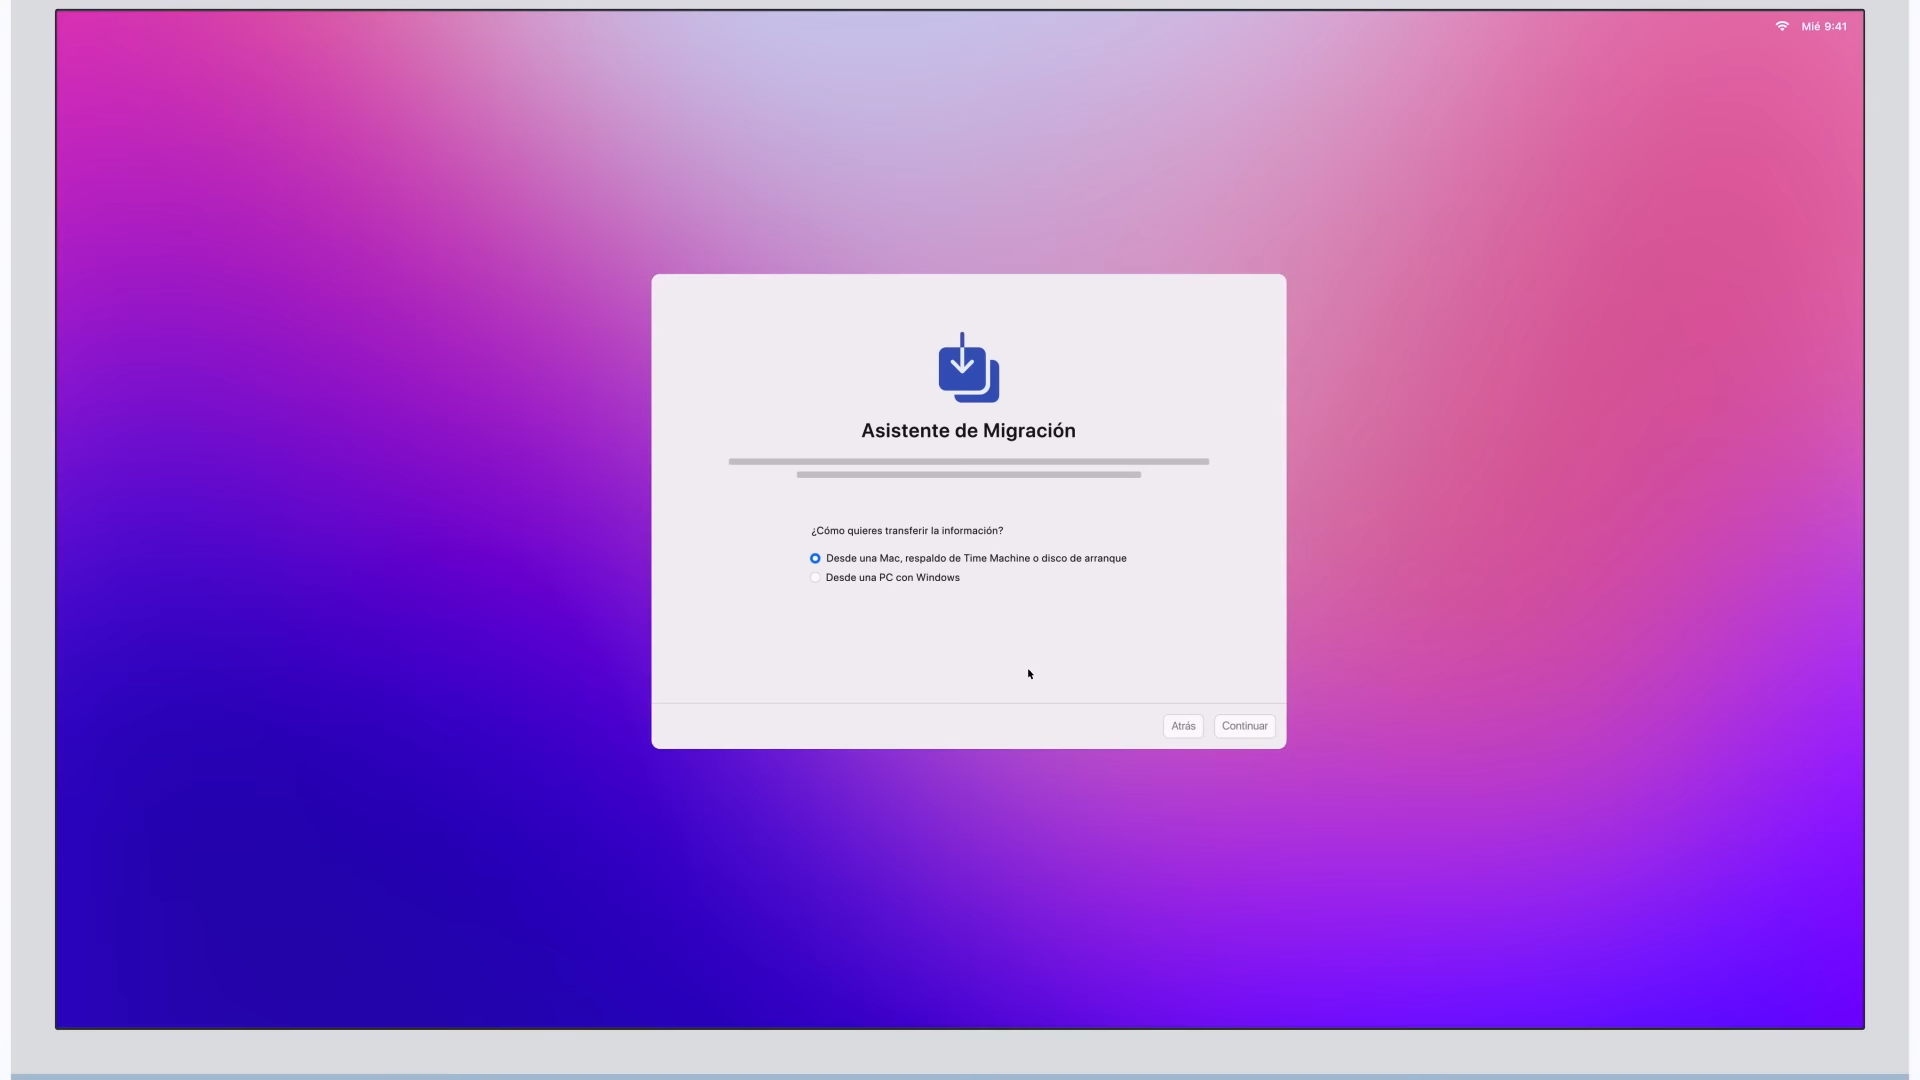 Mié 9:41
Asistente de Migración
¿Cómo quieres transferir la información?
Desde una Mac, respaldo de Time Machine o disco de arranque
Desde una PC con Windows
Atrás
Continuar